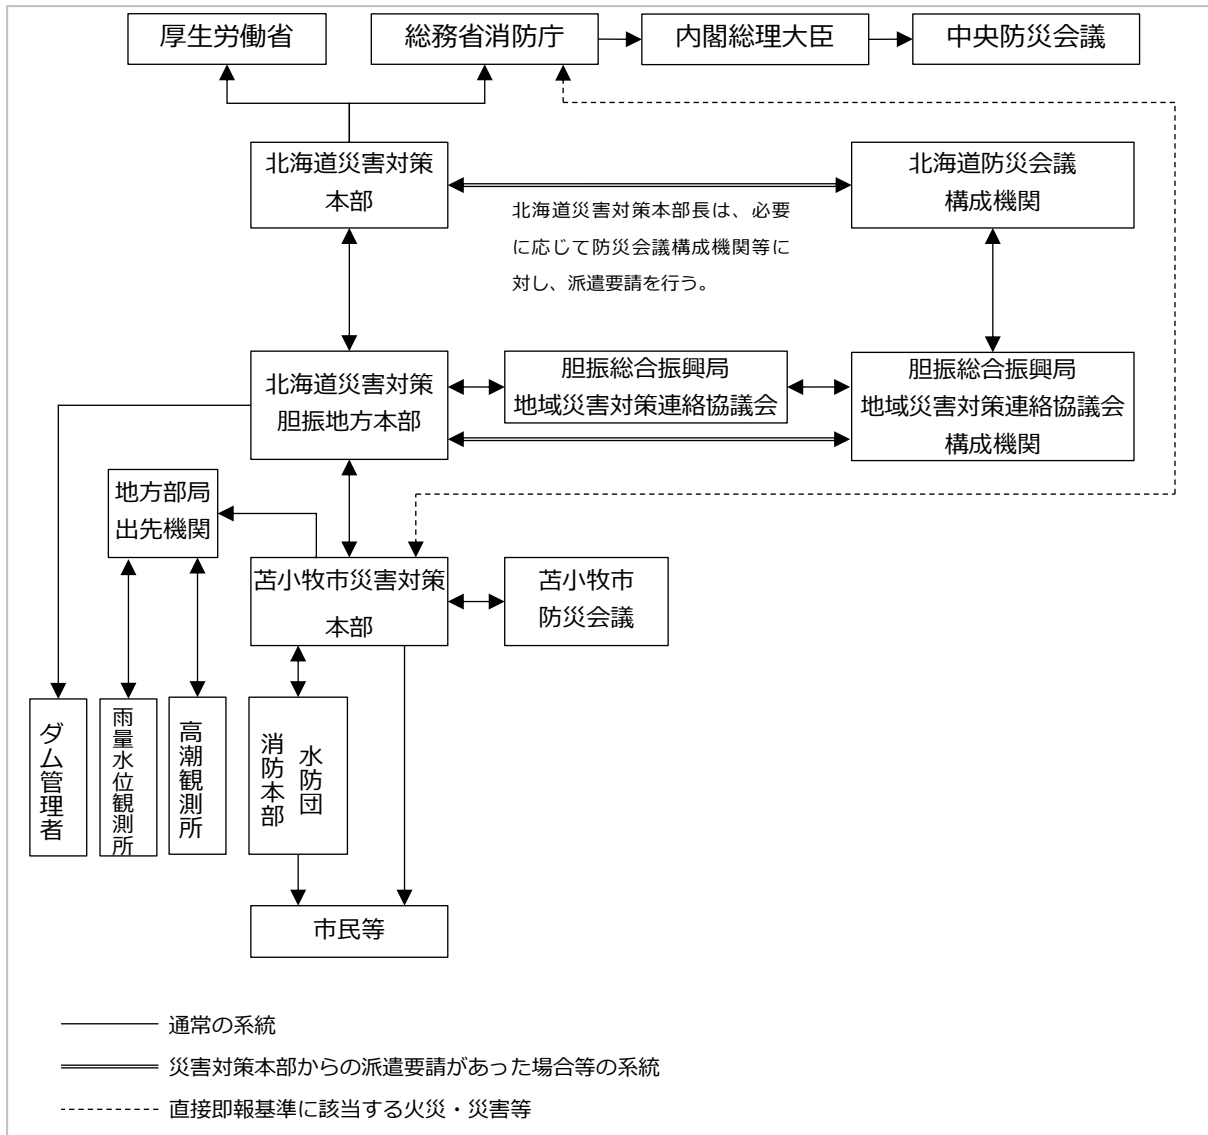 厚生労働省
総務省消防庁
内閣総理大臣
中央防災会議
北海道災害対策
本部
北海道防災会議
構成機関
北海道災害対策本部長は、必要
に応じて防災会議構成機関等に
対し、派遣要請を行う。
北海道災害対策
胆振地方本部
胆振総合振興局
地域災害対策連絡協議会
胆振総合振興局
地域災害対策連絡協議会
構成機関
地方部局
出先機関
苫小牧市災害対策
本部
苫小牧市
防災会議
ダム管理者
雨量水位観測所
高潮観測所
水防団
消防本部
市民等
通常の系統
災害対策本部からの派遣要請があった場合等の系統
直接即報基準に該当する火災・災害等